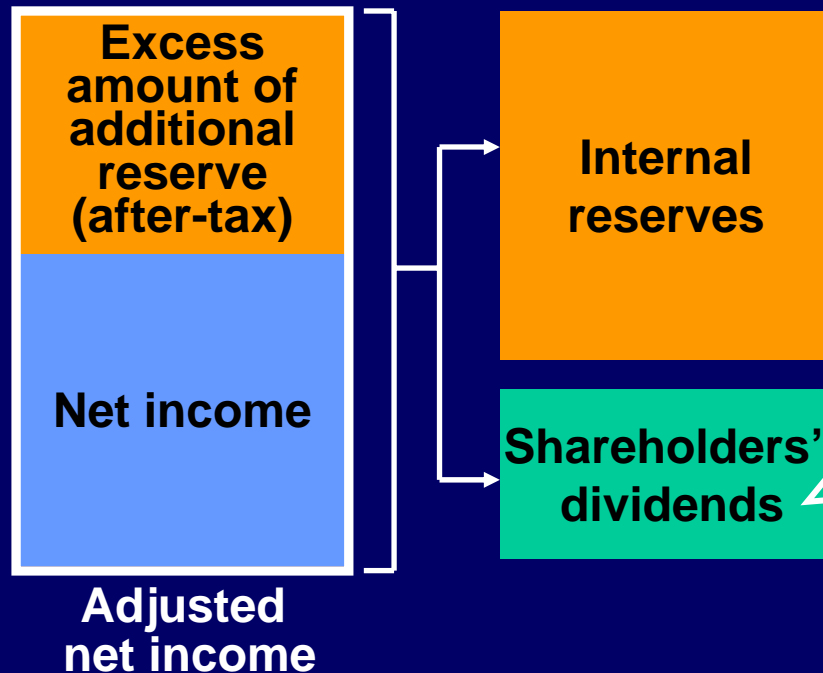 Excess
amount of
additional
reserve
(after-tax)
Net income
Adjusted
net income
Internal
reserves
Shareholders’
dividends